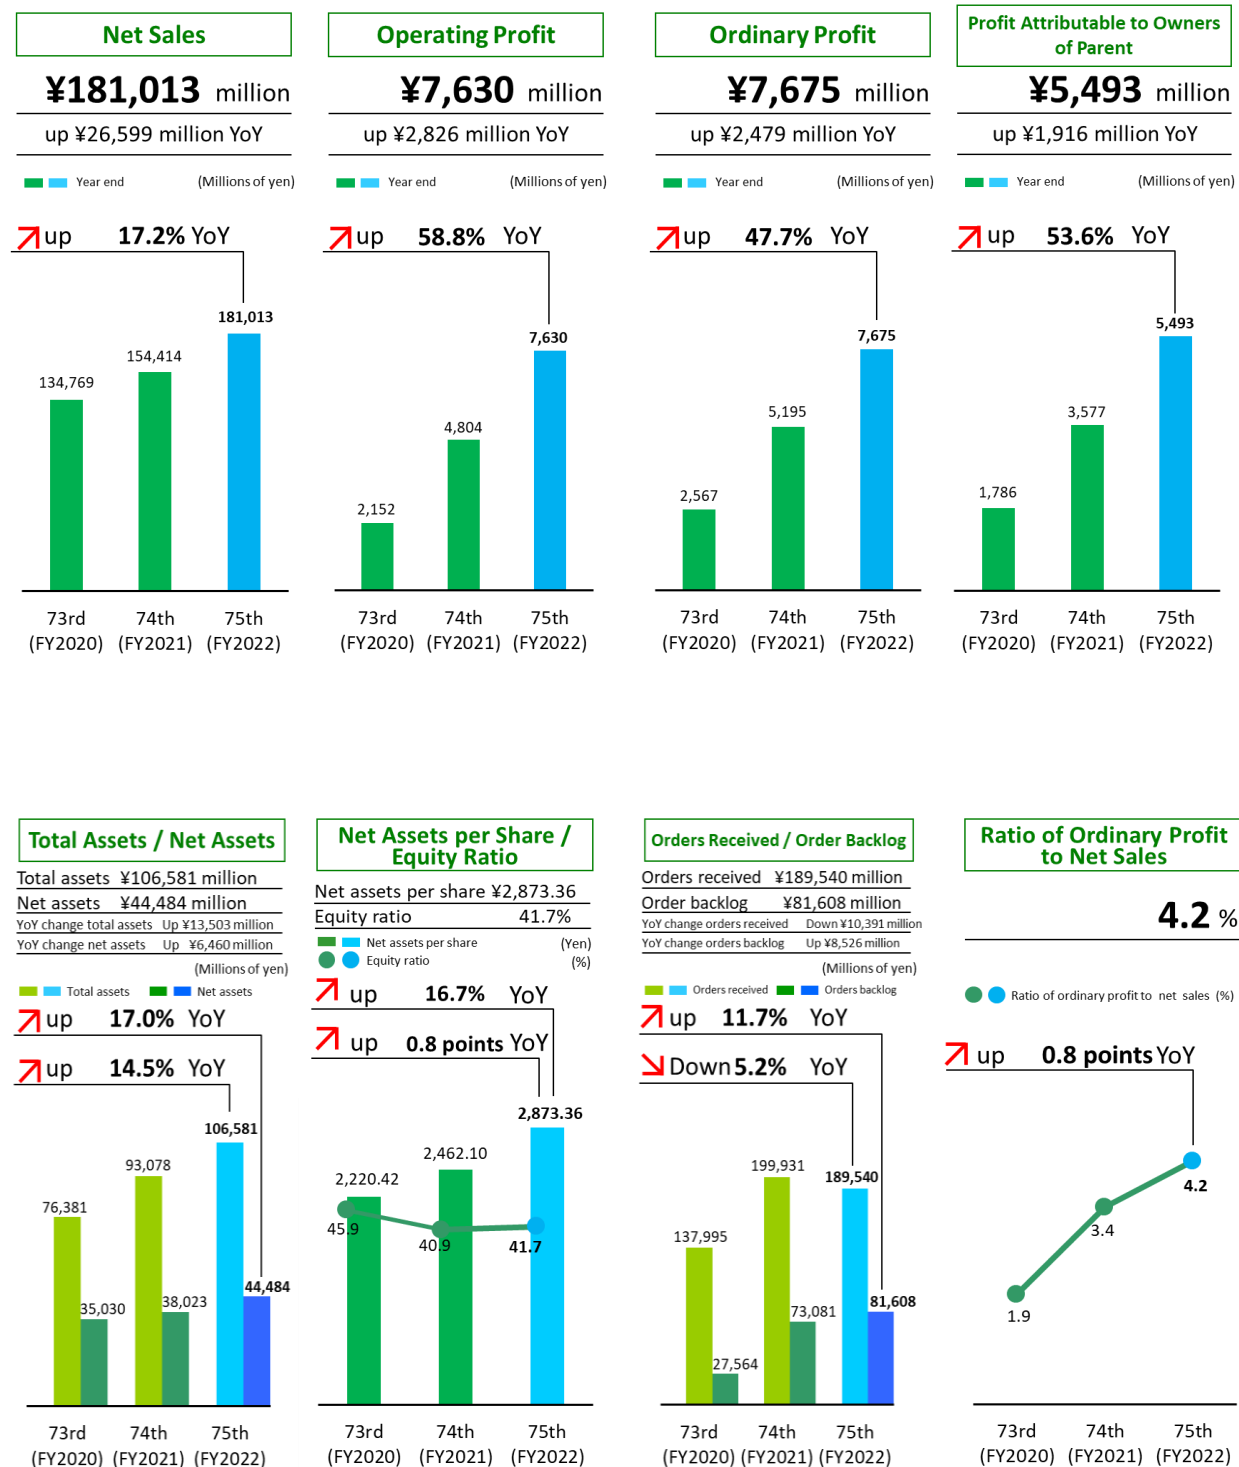 Net Sales
¥181,013 million
up ¥26,599 million YoY
Year end (Millions of yen)
up 17.2% YoY
134,769
154,414
181,013
73rd 74th 75th
(FY2020) (FY2021) (FY2022)
Operating Profit
¥7,630 million
up ¥2,826 million YoY
Year end (Millions of yen)
up 58.8% YoY
2,152
4,804
7,630
73rd 74th 75th
(FY2020) (FY2021) (FY2022)
Ordinary Profit
¥7,675 million
up ¥2,479 million YoY
Year end (Millions of yen)
up 47.7% YoY
2,567
5,195
7,675
73rd 74th 75th
(FY2020) (FY2021) (FY2022)
Profit Attributable to Owners
of Parent
¥5,493 million
up ¥1,916 million YoY
Year end (Millions of yen)
up 53.6% YoY
1,786
3,577
5,493
73rd 74th 75th
(FY2020) (FY2021) (FY2022)
Total Assets / Net Assets
Total assets ¥106,581 million
Net assets ¥44,484 million
YoY change total assets Up ¥13,503 million
YoY change net assets Up ¥6,460 million
(Millions of yen)
Total assets Net assets
up 17.0% YoY
up 14.5% YoY
76,381
35,030
93,078
38,023
106,581
44,484
73rd 74th 75th
(FY2020) (FY2021) (FY2022)
Net Assets per Share /
Equity Ratio
Net assets per share ¥2,873.36
Equity ratio 41.7%
Net assets per share (Yen)
Equity ratio (%)
up 16.7% YoY
up 0.8 points YoY
2,220.42
2,462.10
2,873.36
45.9
40.9
41.7
73rd 74th 75th
(FY2020) (FY2021) (FY2022)
Orders Received / Order Backlog
Orders received ¥189,540 million
Order backlog ¥81,608 million
YoY change orders received Down ¥10,391 million
YoY change orders backlog Up ¥8,526 million
(Millions of yen)
Orders received Orders backlog
up 11.7% YoY
Down 5.2% YoY
137,995
27,564
199,931
73,081
189,540
81,608
73rd 74th 75th
(FY2020) (FY2021) (FY2022)
Ratio of Ordinary Profit
to Net Sales
4.2 %
Ratio of ordinary profit to net sales (%)
up 0.8 points YoY
1.9
3.4
4.2
73rd 74th 75th
(FY2020) (FY2021) (FY2022)